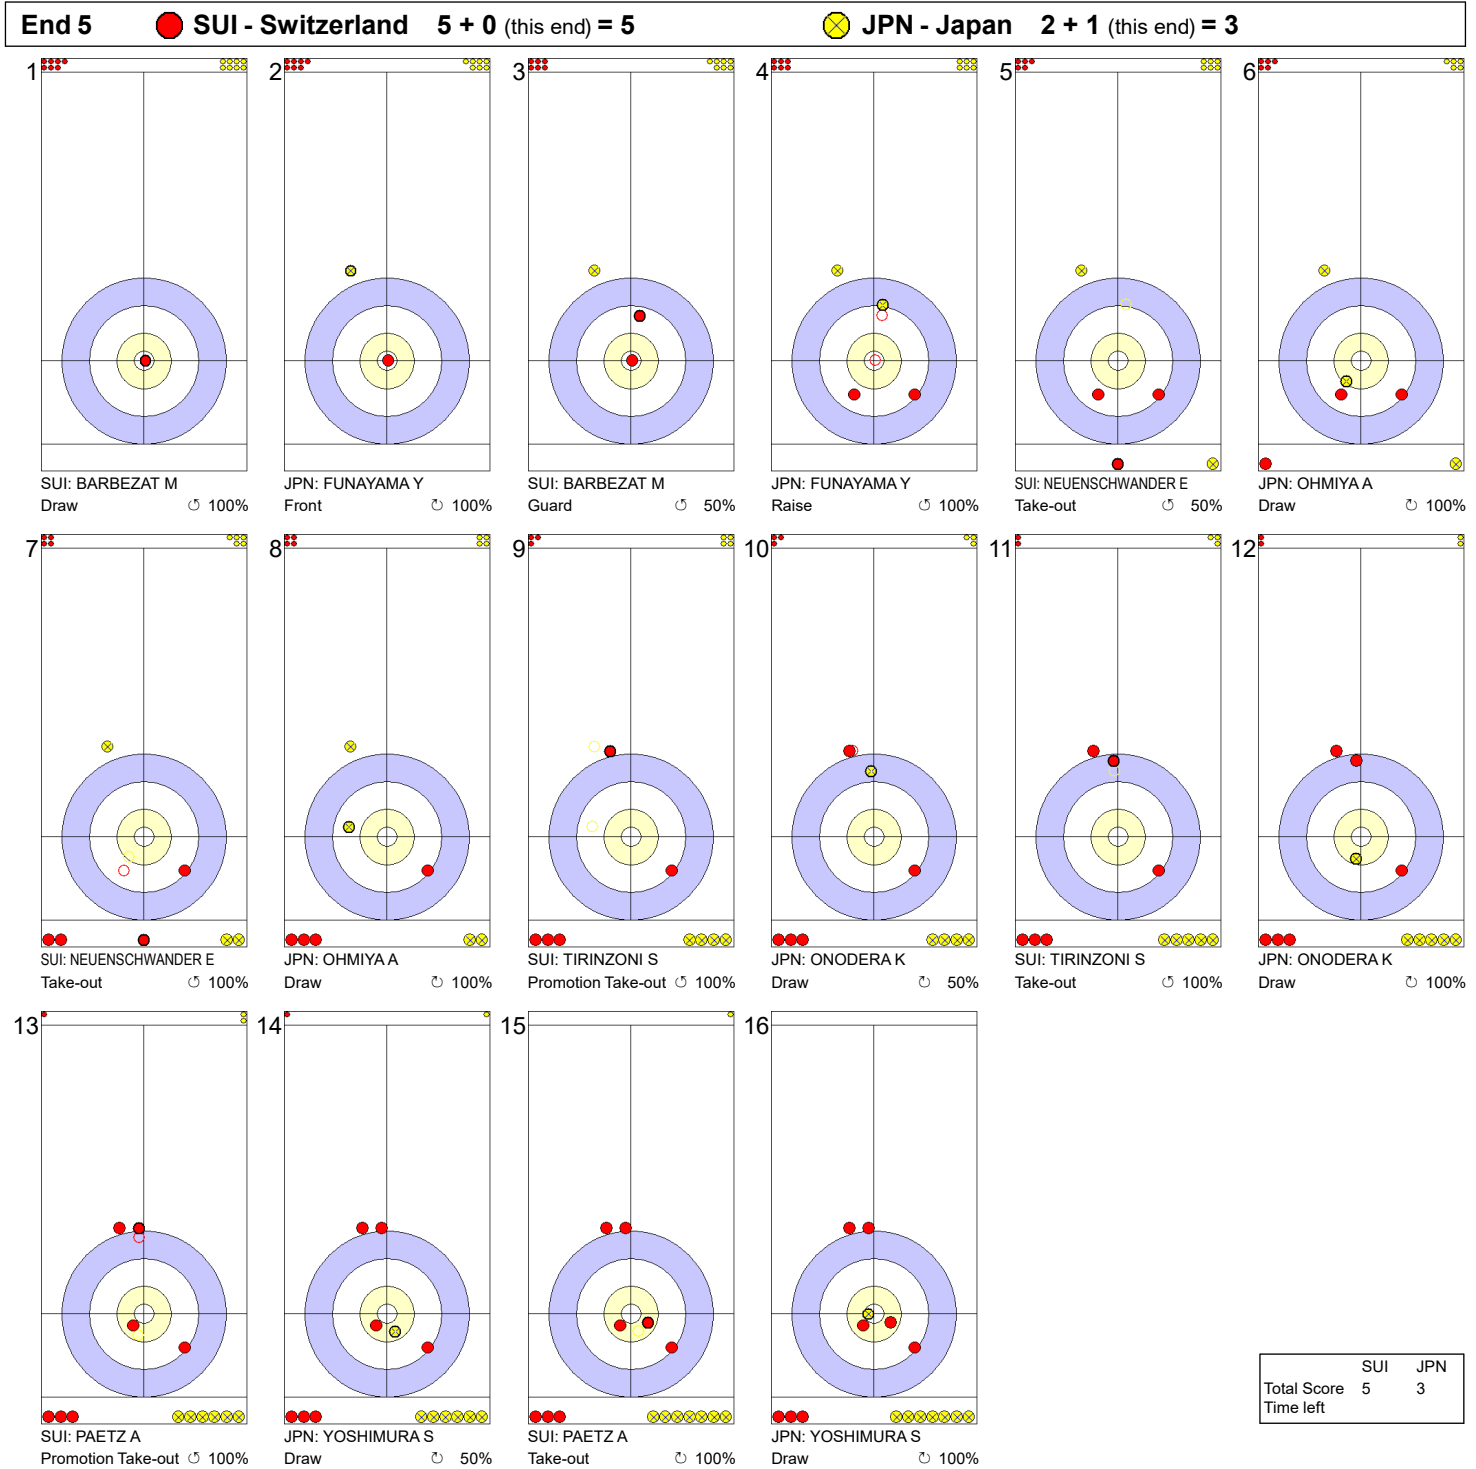 End 5 SUI - Switzerland 5 + 0 (this end) = 5 JPN - Japan 2 + 1 (this end) = 3
1 2 3 4 5 6
SUI: BARBEZAT M JPN: FUNAYAMA Y SUI: BARBEZAT M JPN: FUNAYAMA Y SUI: NEUENSCHWANDER E JPN: OHMIYA A
Draw ↺ 100% Front ↻ 100% Guard ↺ 50% Raise ↻ 100% Take-out ↺ 50% Draw ↻ 100%
7 8 9 10 11 12
SUI: NEUENSCHWANDER E JPN: OHMIYA A SUI: TIRINZONI S JPN: ONODERA K SUI: TIRINZONI S JPN: ONODERA K
Take-out ↺ 100% Draw ↻ 100% Promotion Take-out ↺ 100% Draw ↻ 50% Take-out ↺ 100% Draw ↻ 100%
13 14 15 16
SUI: PAETZ A JPN: YOSHIMURA S SUI: PAETZ A JPN: YOSHIMURA S
Promotion Take-out ↺ 100% Draw ↻ 50% Take-out ↻ 100% Draw ↻ 100%
SUI JPN
Total Score 5 3
Time left